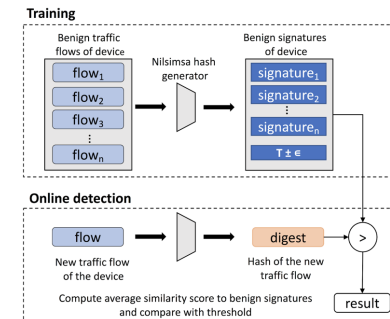 Training
Benign traffic
flows of device
Nilsimsa hash
generator
Benign signatures
of device
flow₁
flow₂
flow₃
⋮
flowₙ
signature₁
signature₂
⋮
signatureₙ
T ± ∊
Online detection
flow
digest
>
New traffic flow
of the device
Hash of the new
traffic flow
Compute average similarity score to benign signatures
and compare with threshold
result